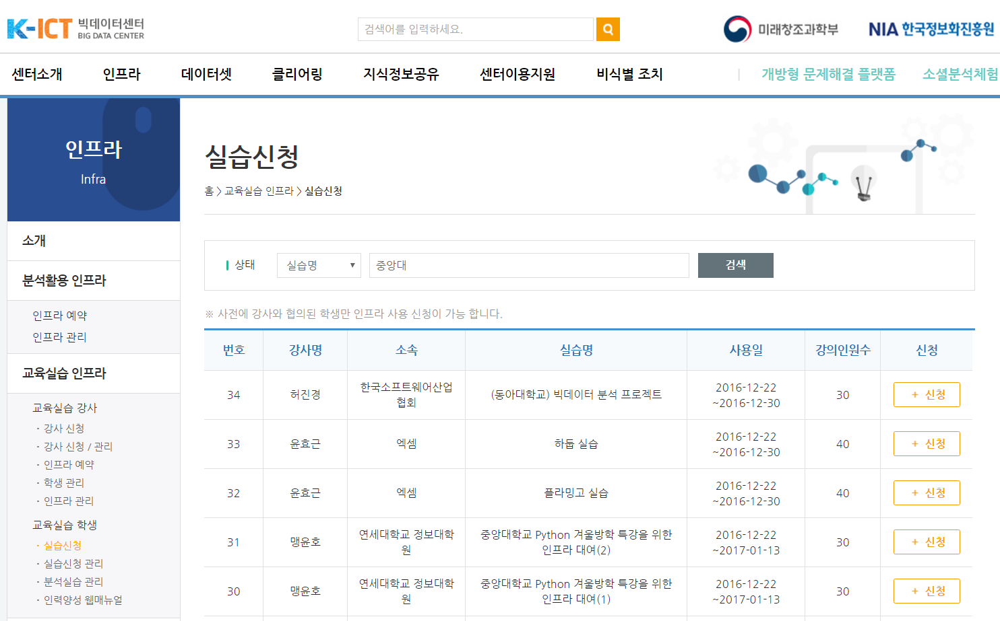 K-ICT 빅데이터센터
BIG DATA CENTER
검색어를 입력하세요.
미래창조과학부
NIA 한국정보화진흥원
센터소개 인프라 데이터셋 클리어링 지식정보공유 센터이용지원 비식별 조치 | 개방형 문제해결 플랫폼 소셜분석체험
인프라
Infra
소개
분석활용 인프라
인프라 예약
인프라 관리
교육실습 인프라
교육실습 강사
· 강사 신청
· 강사 신청 / 관리
· 인프라 예약
· 학생 관리
· 인프라 관리
교육실습 학생
· 실습신청
· 실습신청 관리
· 분석실습 관리
· 인력양성 웹매뉴얼
실습신청
홈 > 교육실습 인프라 > 실습신청
상태 실습명 ▼ 중앙대 검색
※ 사전에 강사와 협의된 학생만 인프라 사용 신청이 가능 합니다.
번호 강사명 소속 실습명 사용일 강의인원수 신청
34 허진경 한국소프트웨어산업 (동아대학교) 빅데이터 분석 프로젝트 2016-12-22 30 + 신청
협회 ~2016-12-30
33 윤효근 엑셈 하둡 실습 2016-12-22 40 + 신청
~2016-12-30
32 윤효근 엑셈 플라밍고 실습 2016-12-22 40 + 신청
~2016-12-30
31 맹윤호 연세대학교 정보대학 중앙대학교 Python 겨울방학 특강을 위한 2016-12-22 30 + 신청
원 인프라 대여(2) ~2017-01-13
30 맹윤호 연세대학교 정보대학 중앙대학교 Python 겨울방학 특강을 위한 2016-12-22 30 + 신청
원 인프라 대여(1) ~2017-01-13